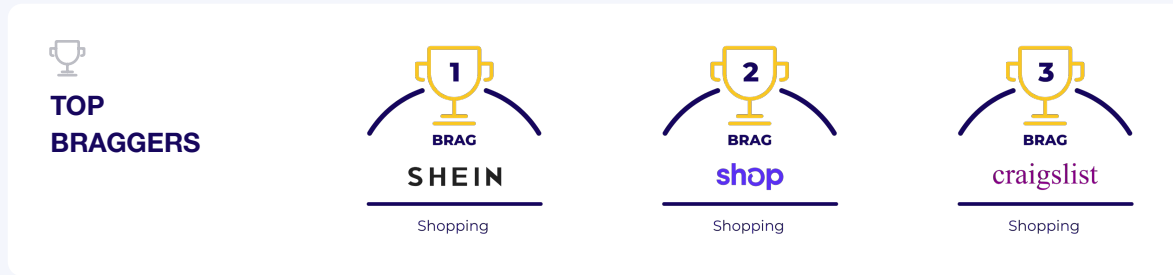 TOP
BRAGGERS
1
BRAG
SHEIN
Shopping
2
BRAG
shop
Shopping
3
BRAG
craigslist
Shopping